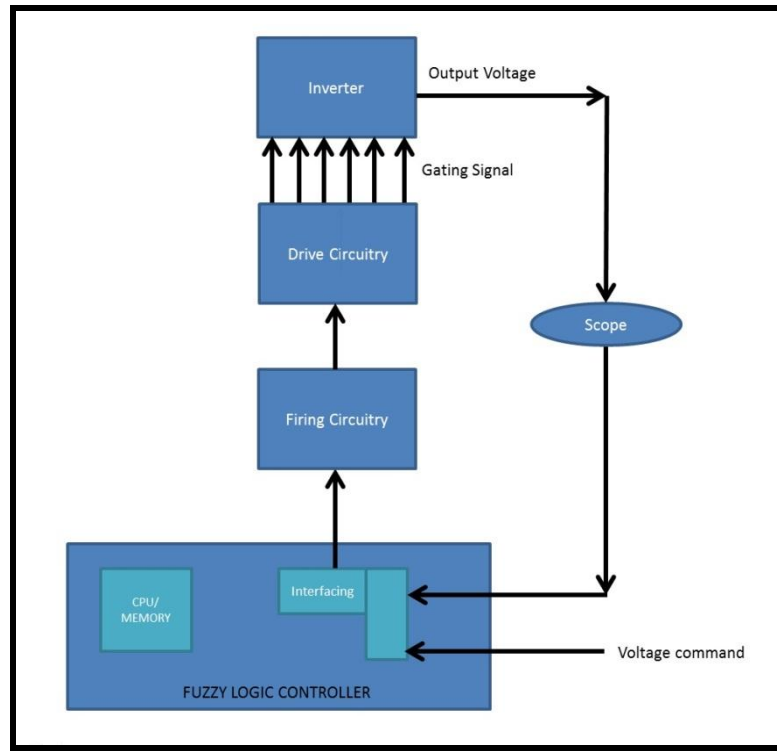 Inverter
Output Voltage
Gating Signal
Drive Circuitry
Scope
Firing Circuitry
CPU/
MEMORY
Interfacing
Voltage command
FUZZY LOGIC CONTROLLER